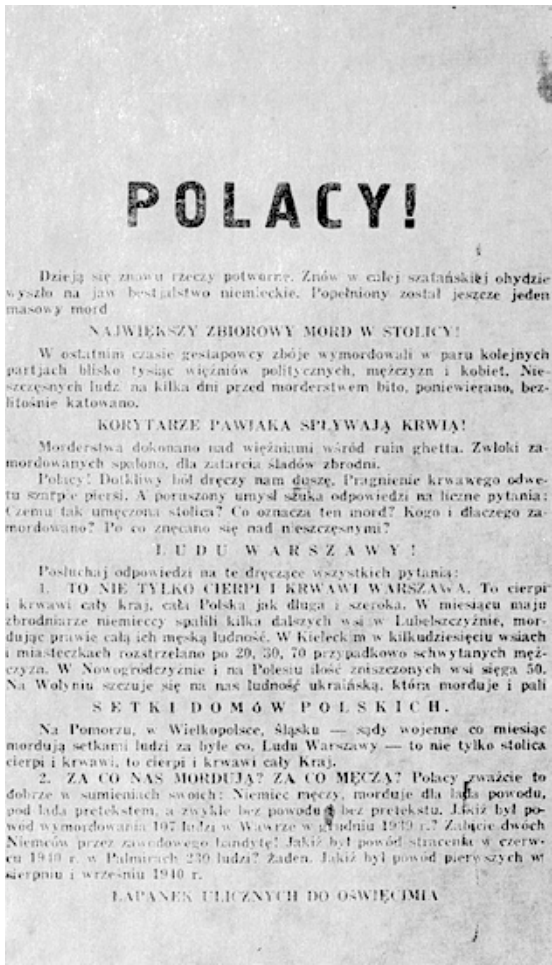 POLACY!
Dzieją się znowu rzeczy potworne. Znów w całej szatańskiej ohydzie
wyszło na jaw bestjalstwo niemieckie. Popełniony został jeszcze jeden
masowy mord
NAJWIĘKSZY ZBIOROWY MORD W STOLICY!
W ostatnim czasie gestapowcy zbóje wymordowali w paru kolejnych
partjach blisko tysiąc więźniów politycznych, mężczyzn i kobiet. Nie-
szczęsnych ludz na kilka dni przed morderstwem bito, poniewierano, bez-
litośnie katowano.
KORYTARZE PAWIAKA SPŁYWAJĄ KRWIĄ!
Morderstwa dokonano nad więźniami wśród ruin ghetta. Zwłoki za-
mordowanych spalono, dla zatarcia śladów zbrodni.
Polacy! Dotkliwy ból dręczy nam duszę. Pragnienie krwawego odwe-
tu szarpie piersi. A poruszony umysł szuka odpowiedzi na liczne pytania:
Czemu tak umęczona stolica? Co oznacza ten mord? Kogo i dlaczego za-
mordowano? Po co znęcano się nad nieszczęsnymi?
LUDU WARSZAWY!
Posłuchaj odpowiedzi na te dręczące wszystkich pytania:
1. TO NIE TYLKO CIERPI I KRWAWI WARSZAWA. To cierpi
i krwawi cały kraj, cała Polska jak długa i szeroka. W miesiącu maju
zbrodniarze niemieccy spalili kilka dalszych wsi w Lubelszczyźnie, mor-
dując prawie całą ich męską ludność. W Kieleckim w kilkudziesięciu wsiach
i miasteczkach rozstrzelano po 20, 30, 70 przypadkowo schwytanych męż-
czyzn. W Nowogródczyźnie i na Polesiu ilość zniszczonych wsi sięga 50.
Na Wołyniu szczuje się na nas ludność ukraińską, która morduje i pali
SETKI DOMÓW POLSKICH.
Na Pomorzu, w Wielkopolsce, Śląsku — sądy wojenne co miesiąc
mordują setkami ludzi za byle co. Ludu Warszawy — to nie tylko stolica
cierpi i krwawi, to cierpi i krwawi cały Kraj.
2. ZA CO NAS MORDUJĄ? ZA CO MĘCZĄ? Polacy zważcie to
dobrze w sumieniach swoich: Niemiec męczy, morduje dla lada powodu,
pod lada pretekstem, a zwykle bez powodu i bez pretekstu. Jakiż był po-
wód wymordowania 107 ludzi w Wawrze w grudniu 1939 r.? Zabicie dwóch
Niemców przez zawodowego bandytę! Jakiż był powód stracenia w czerw-
cu 1940 r. w Palmirach 230 ludzi? Żaden. Jakiż był powód pierwszych w
sierpniu i wrześniu 1940 r.
ŁAPANEK ULICZNYCH DO OŚWIĘCIMIA